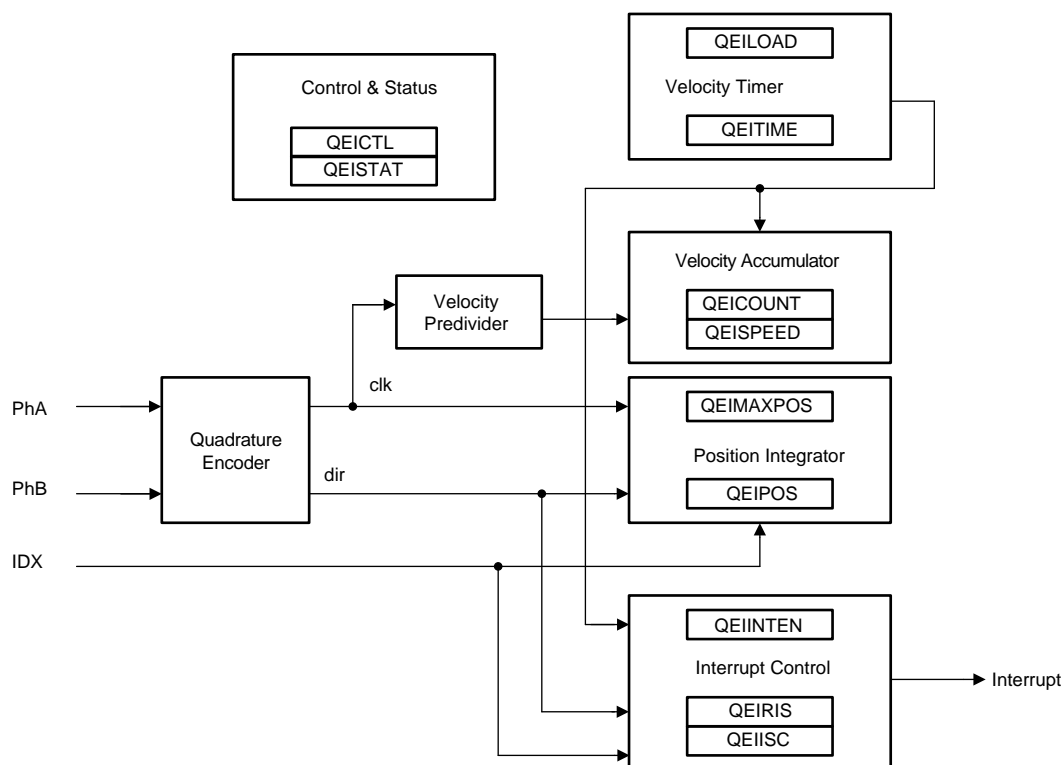 QEILOAD
Control & Status
Velocity Timer
QEICTL
QEITIME
QEISTAT
Velocity Accumulator
Velocity
Predivider
QEICOUNT
QEISPEED
clk
PhA
QEIMAXPOS
Quadrature
Encoder
Position Integrator
dir
PhB
QEIPOS
IDX
QEIINTEN
Interrupt Control
Interrupt
QEIRIS
QEIISC